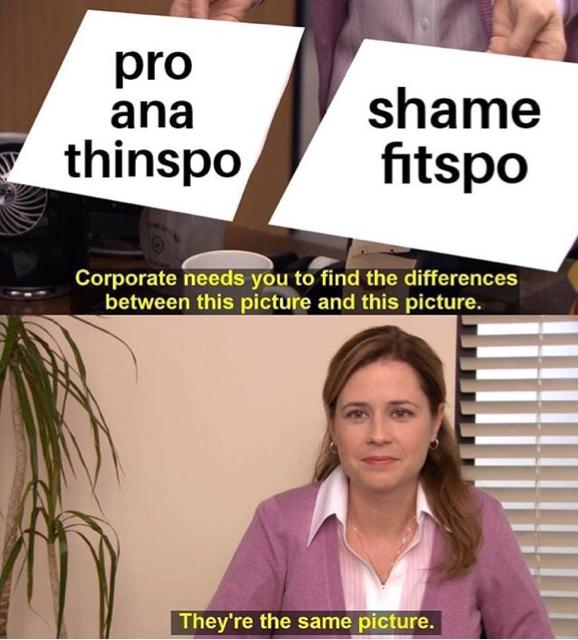 pro
ana
thinspo
shame
fitspo
Corporate needs you to find the differences
between this picture and this picture.
They're the same picture.